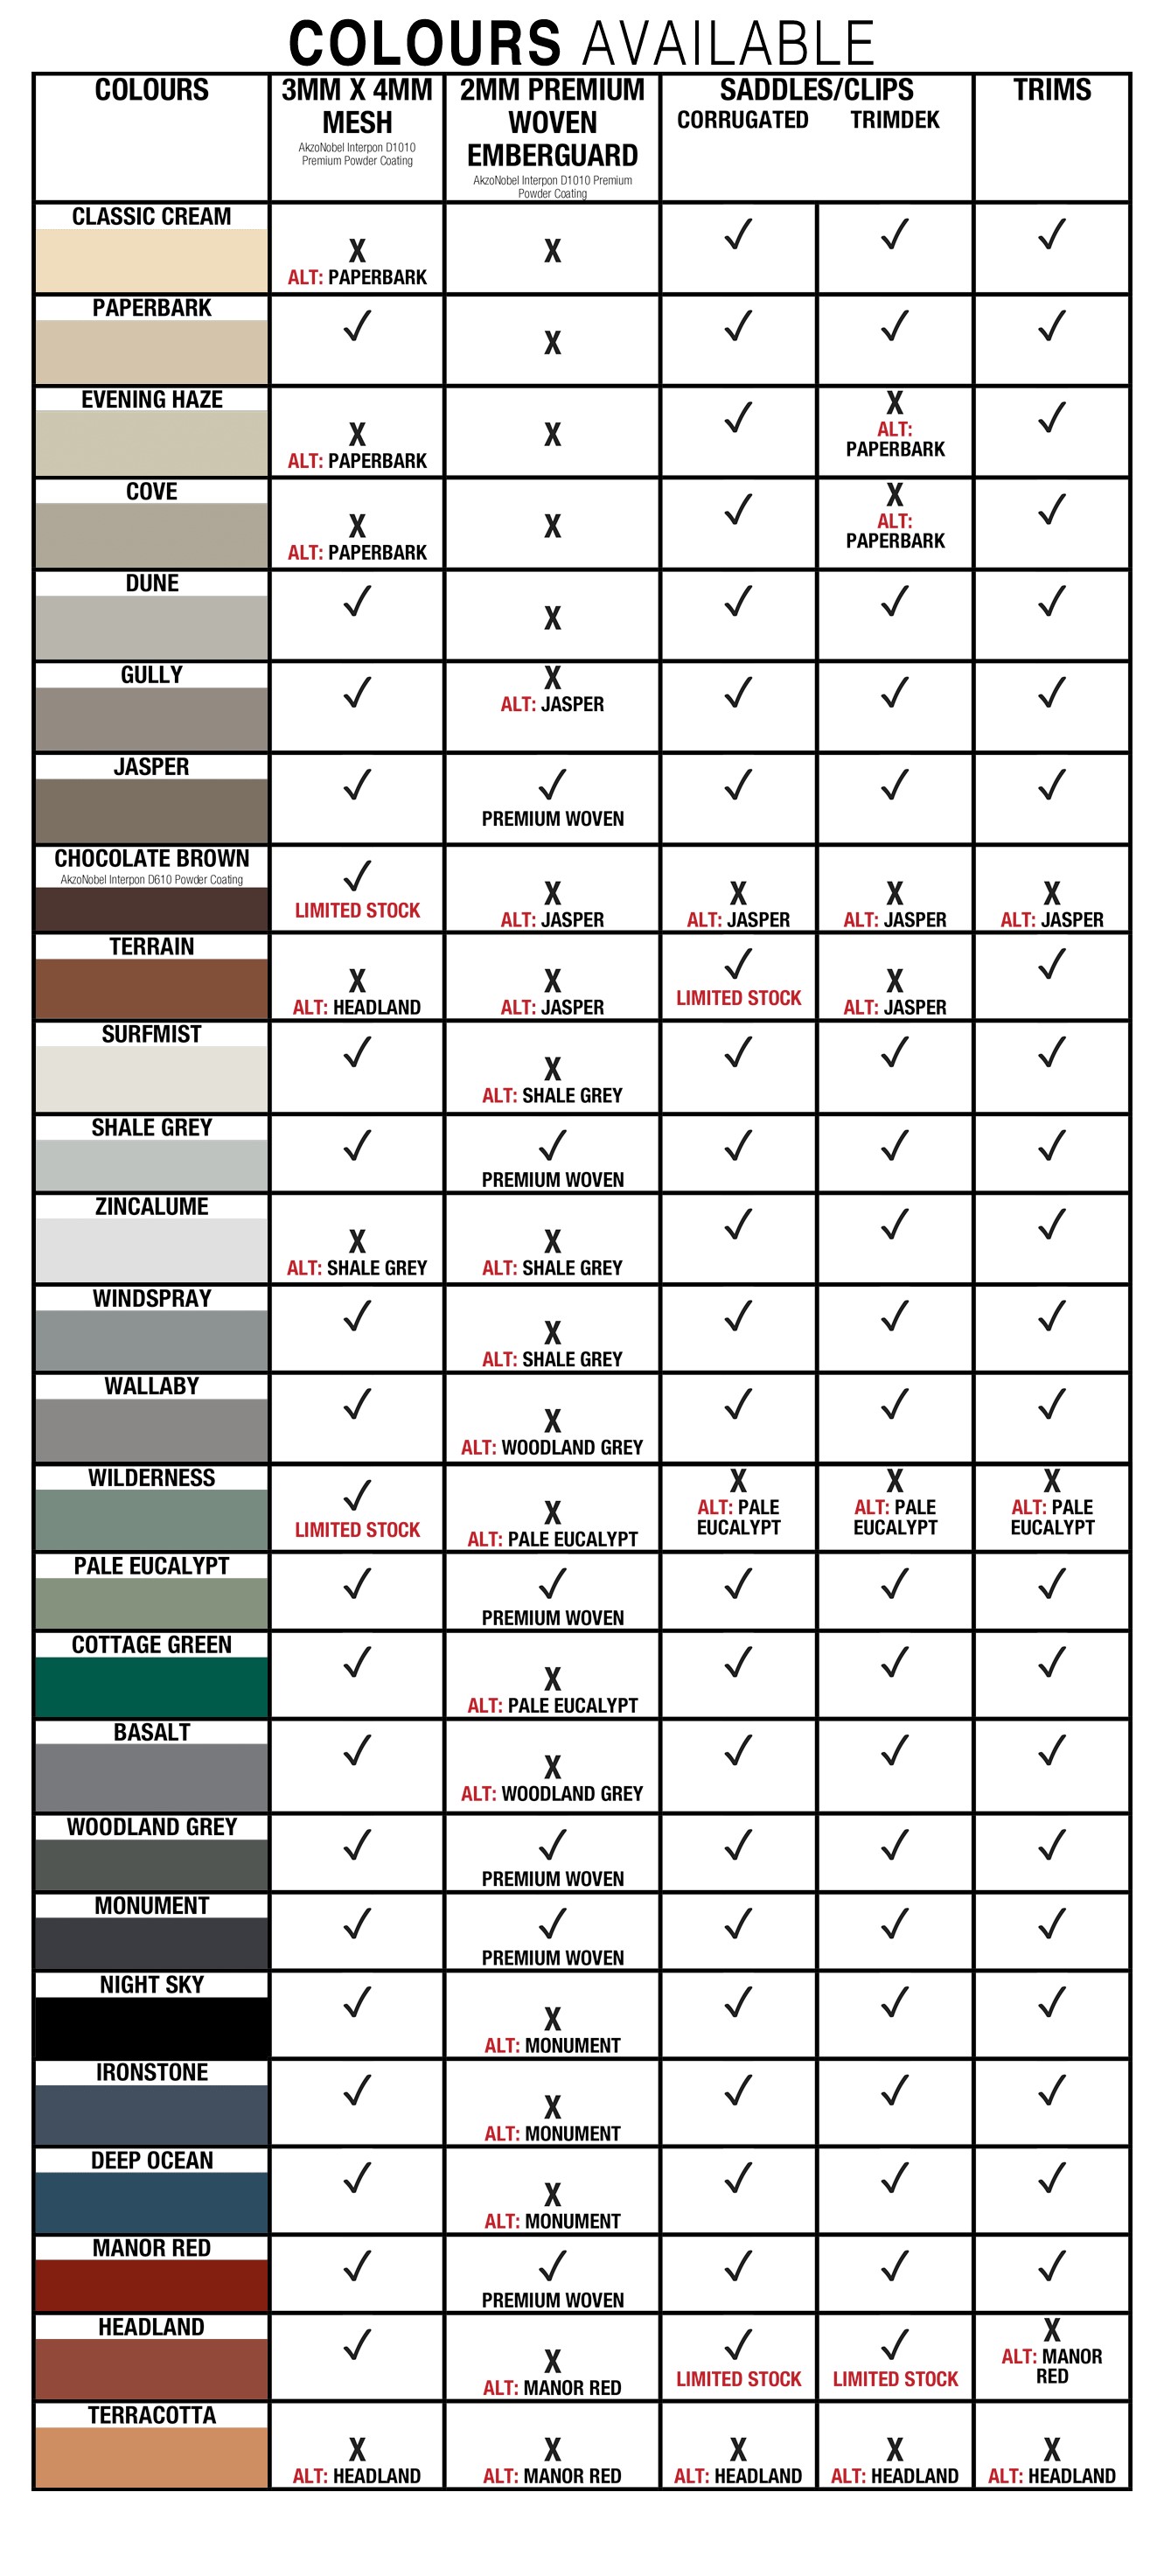 COLOURS AVAILABLE
COLOURS
3MM X 4MM
MESH
AkzoNobel Interpon D1010
Premium Powder Coating
2MM PREMIUM
WOVEN
EMBERGUARD
AkzoNobel Interpon D1010 Premium
Powder Coating
SADDLES/CLIPS
CORRUGATED TRIMDEK
TRIMS
CLASSIC CREAM
X X
ALT: PAPERBARK
PAPERBARK
X
EVENING HAZE
X
ALT: PAPERBARK
X
X
ALT:
PAPERBARK
COVE
X
ALT: PAPERBARK
X
X
ALT:
PAPERBARK
DUNE
X
GULLY
X
ALT: JASPER
JASPER
PREMIUM WOVEN
CHOCOLATE BROWN
AkzoNobel Interpon D610 Powder Coating
LIMITED STOCK
X
ALT: JASPER
X
ALT: JASPER
X
ALT: JASPER
X
ALT: JASPER
TERRAIN
X
ALT: HEADLAND
X
ALT: JASPER
LIMITED STOCK
X
ALT: JASPER
SURFMIST
X
ALT: SHALE GREY
SHALE GREY
PREMIUM WOVEN
ZINCALUME
X
ALT: SHALE GREY
X
ALT: SHALE GREY
WINDSPRAY
X
ALT: SHALE GREY
WALLABY
X
ALT: WOODLAND GREY
WILDERNESS
LIMITED STOCK
X
ALT: PALE EUCALYPT
X
ALT: PALE
EUCALYPT
X
ALT: PALE
EUCALYPT
X
ALT: PALE
EUCALYPT
PALE EUCALYPT
PREMIUM WOVEN
COTTAGE GREEN
X
ALT: PALE EUCALYPT
BASALT
X
ALT: WOODLAND GREY
WOODLAND GREY
PREMIUM WOVEN
MONUMENT
PREMIUM WOVEN
NIGHT SKY
X
ALT: MONUMENT
IRONSTONE
X
ALT: MONUMENT
DEEP OCEAN
X
ALT: MONUMENT
MANOR RED
PREMIUM WOVEN
HEADLAND
X
ALT: MANOR RED
LIMITED STOCK
LIMITED STOCK
X
ALT: MANOR
RED
TERRACOTTA
X
ALT: HEADLAND
X
ALT: MANOR RED
X
ALT: HEADLAND
X
ALT: HEADLAND
X
ALT: HEADLAND